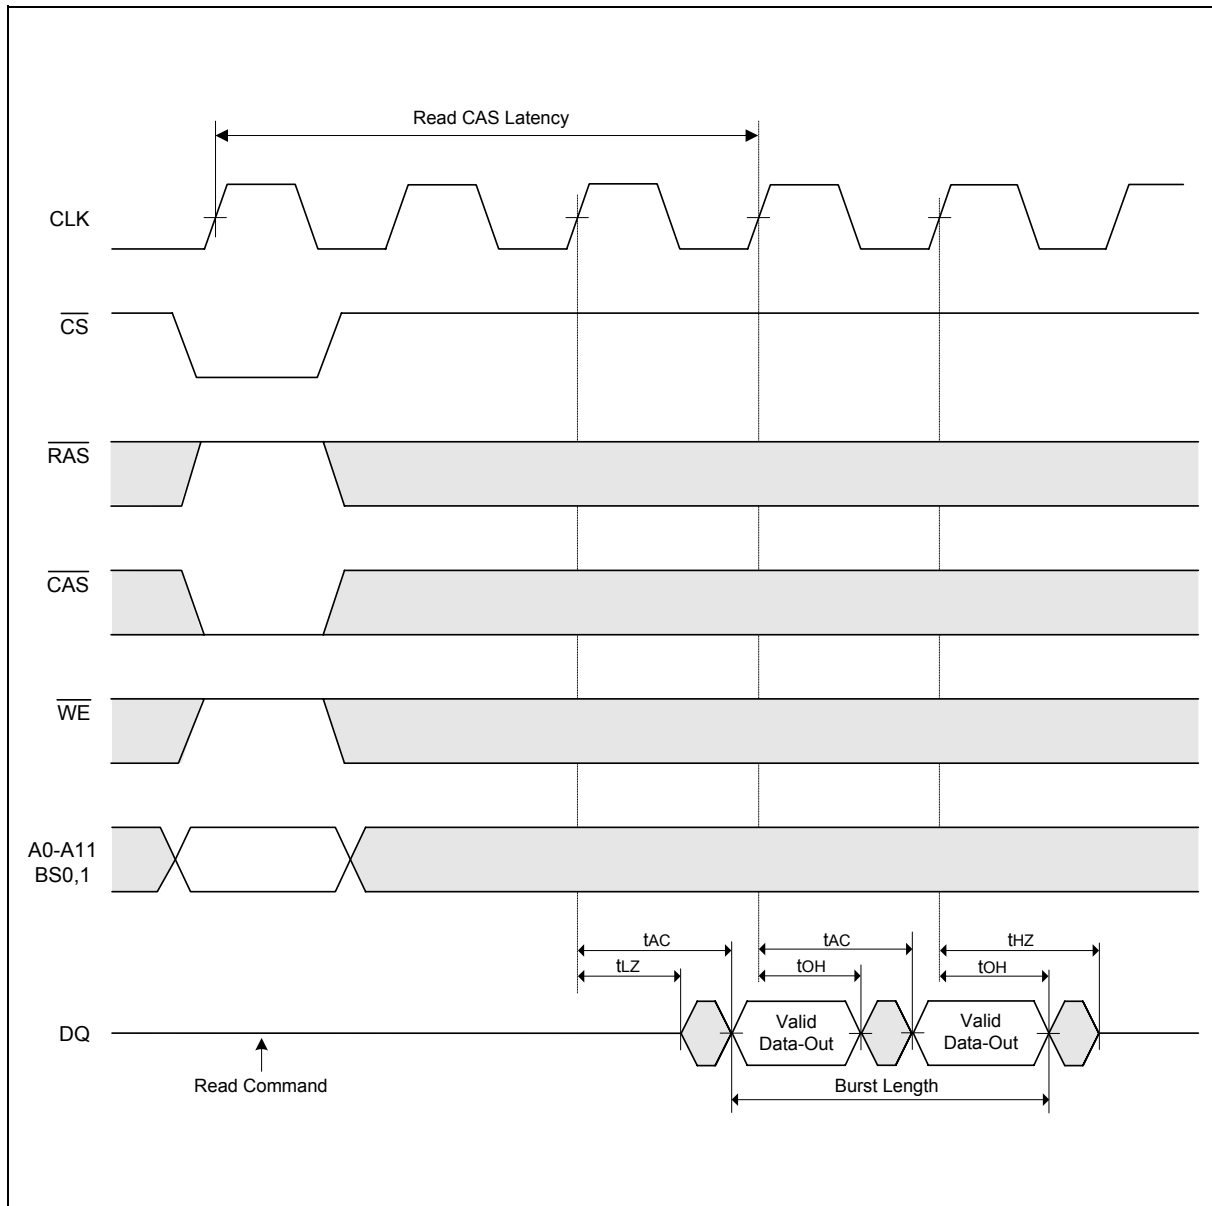 Read CAS Latency
CLK
CS
RAS
CAS
WE
A0-A11
BS0,1
tAC
tAC
tHZ
tLZ
tOH
tOH
DQ
Valid
Data-Out
Valid
Data-Out
Read Command
Burst Length